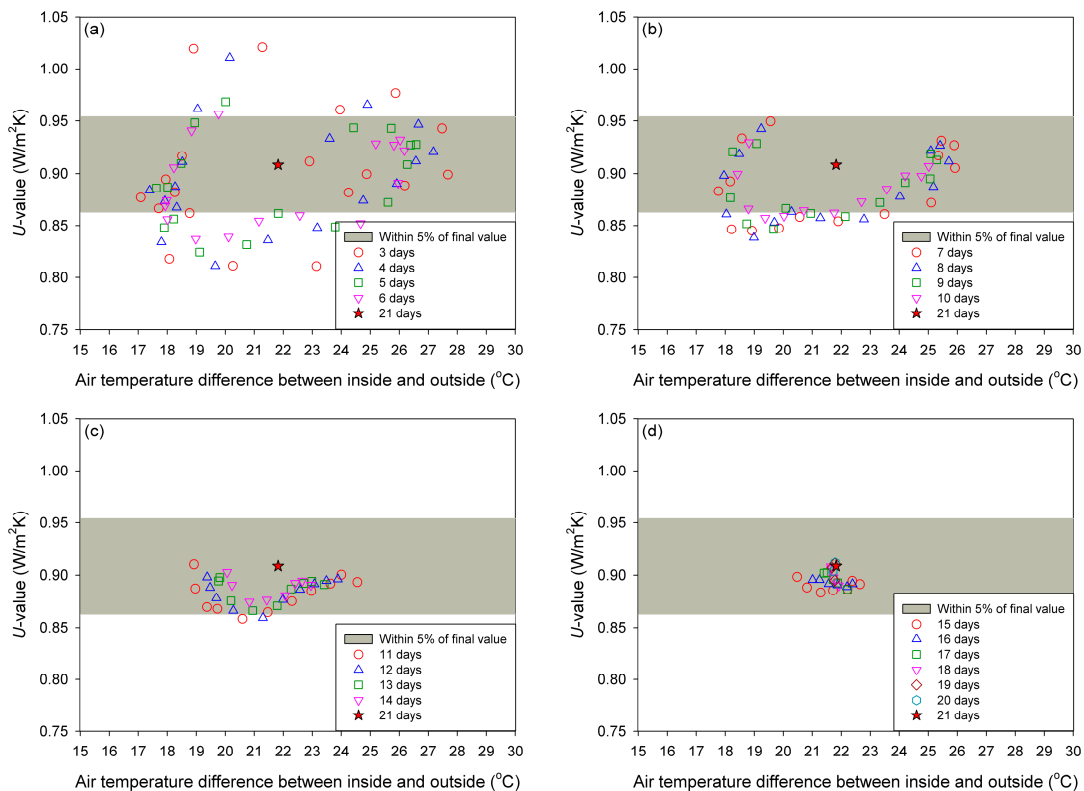 (a)
1.05
1.00
0.95
0.90
0.85
0.80
0.75
U-value (W/m²K)
Within 5% of final value
3 days
4 days
5 days
6 days
21 days
15 16 17 18 19 20 21 22 23 24 25 26 27 28 29 30
Air temperature difference between inside and outside (°C)
(b)
1.05
1.00
0.95
0.90
0.85
0.80
0.75
U-value (W/m²K)
Within 5% of final value
7 days
8 days
9 days
10 days
21 days
15 16 17 18 19 20 21 22 23 24 25 26 27 28 29 30
Air temperature difference between inside and outside (°C)
(c)
1.05
1.00
0.95
0.90
0.85
0.80
0.75
U-value (W/m²K)
Within 5% of final value
11 days
12 days
13 days
14 days
21 days
15 16 17 18 19 20 21 22 23 24 25 26 27 28 29 30
Air temperature difference between inside and outside (°C)
(d)
1.05
1.00
0.95
0.90
0.85
0.80
0.75
U-value (W/m²K)
Within 5% of final value
15 days
16 days
17 days
18 days
19 days
20 days
21 days
15 16 17 18 19 20 21 22 23 24 25 26 27 28 29 30
Air temperature difference between inside and outside (°C)